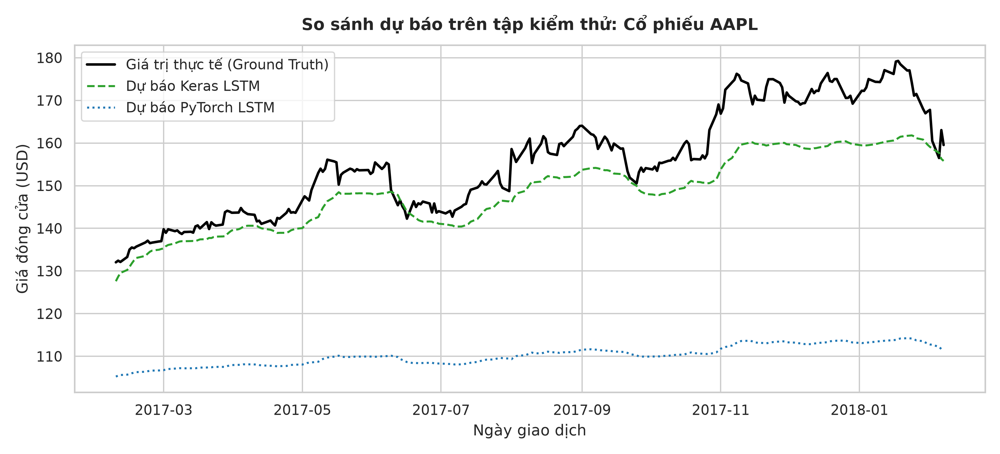 So sánh dự báo trên tập kiểm thử: Cổ phiếu AAPL
Giá trị thực tế (Ground Truth)
Dự báo Keras LSTM
Dự báo PyTorch LSTM
Giá đóng cửa (USD)
180
170
160
150
140
130
120
110
2017-03
2017-05
2017-07
2017-09
2017-11
2018-01
Ngày giao dịch